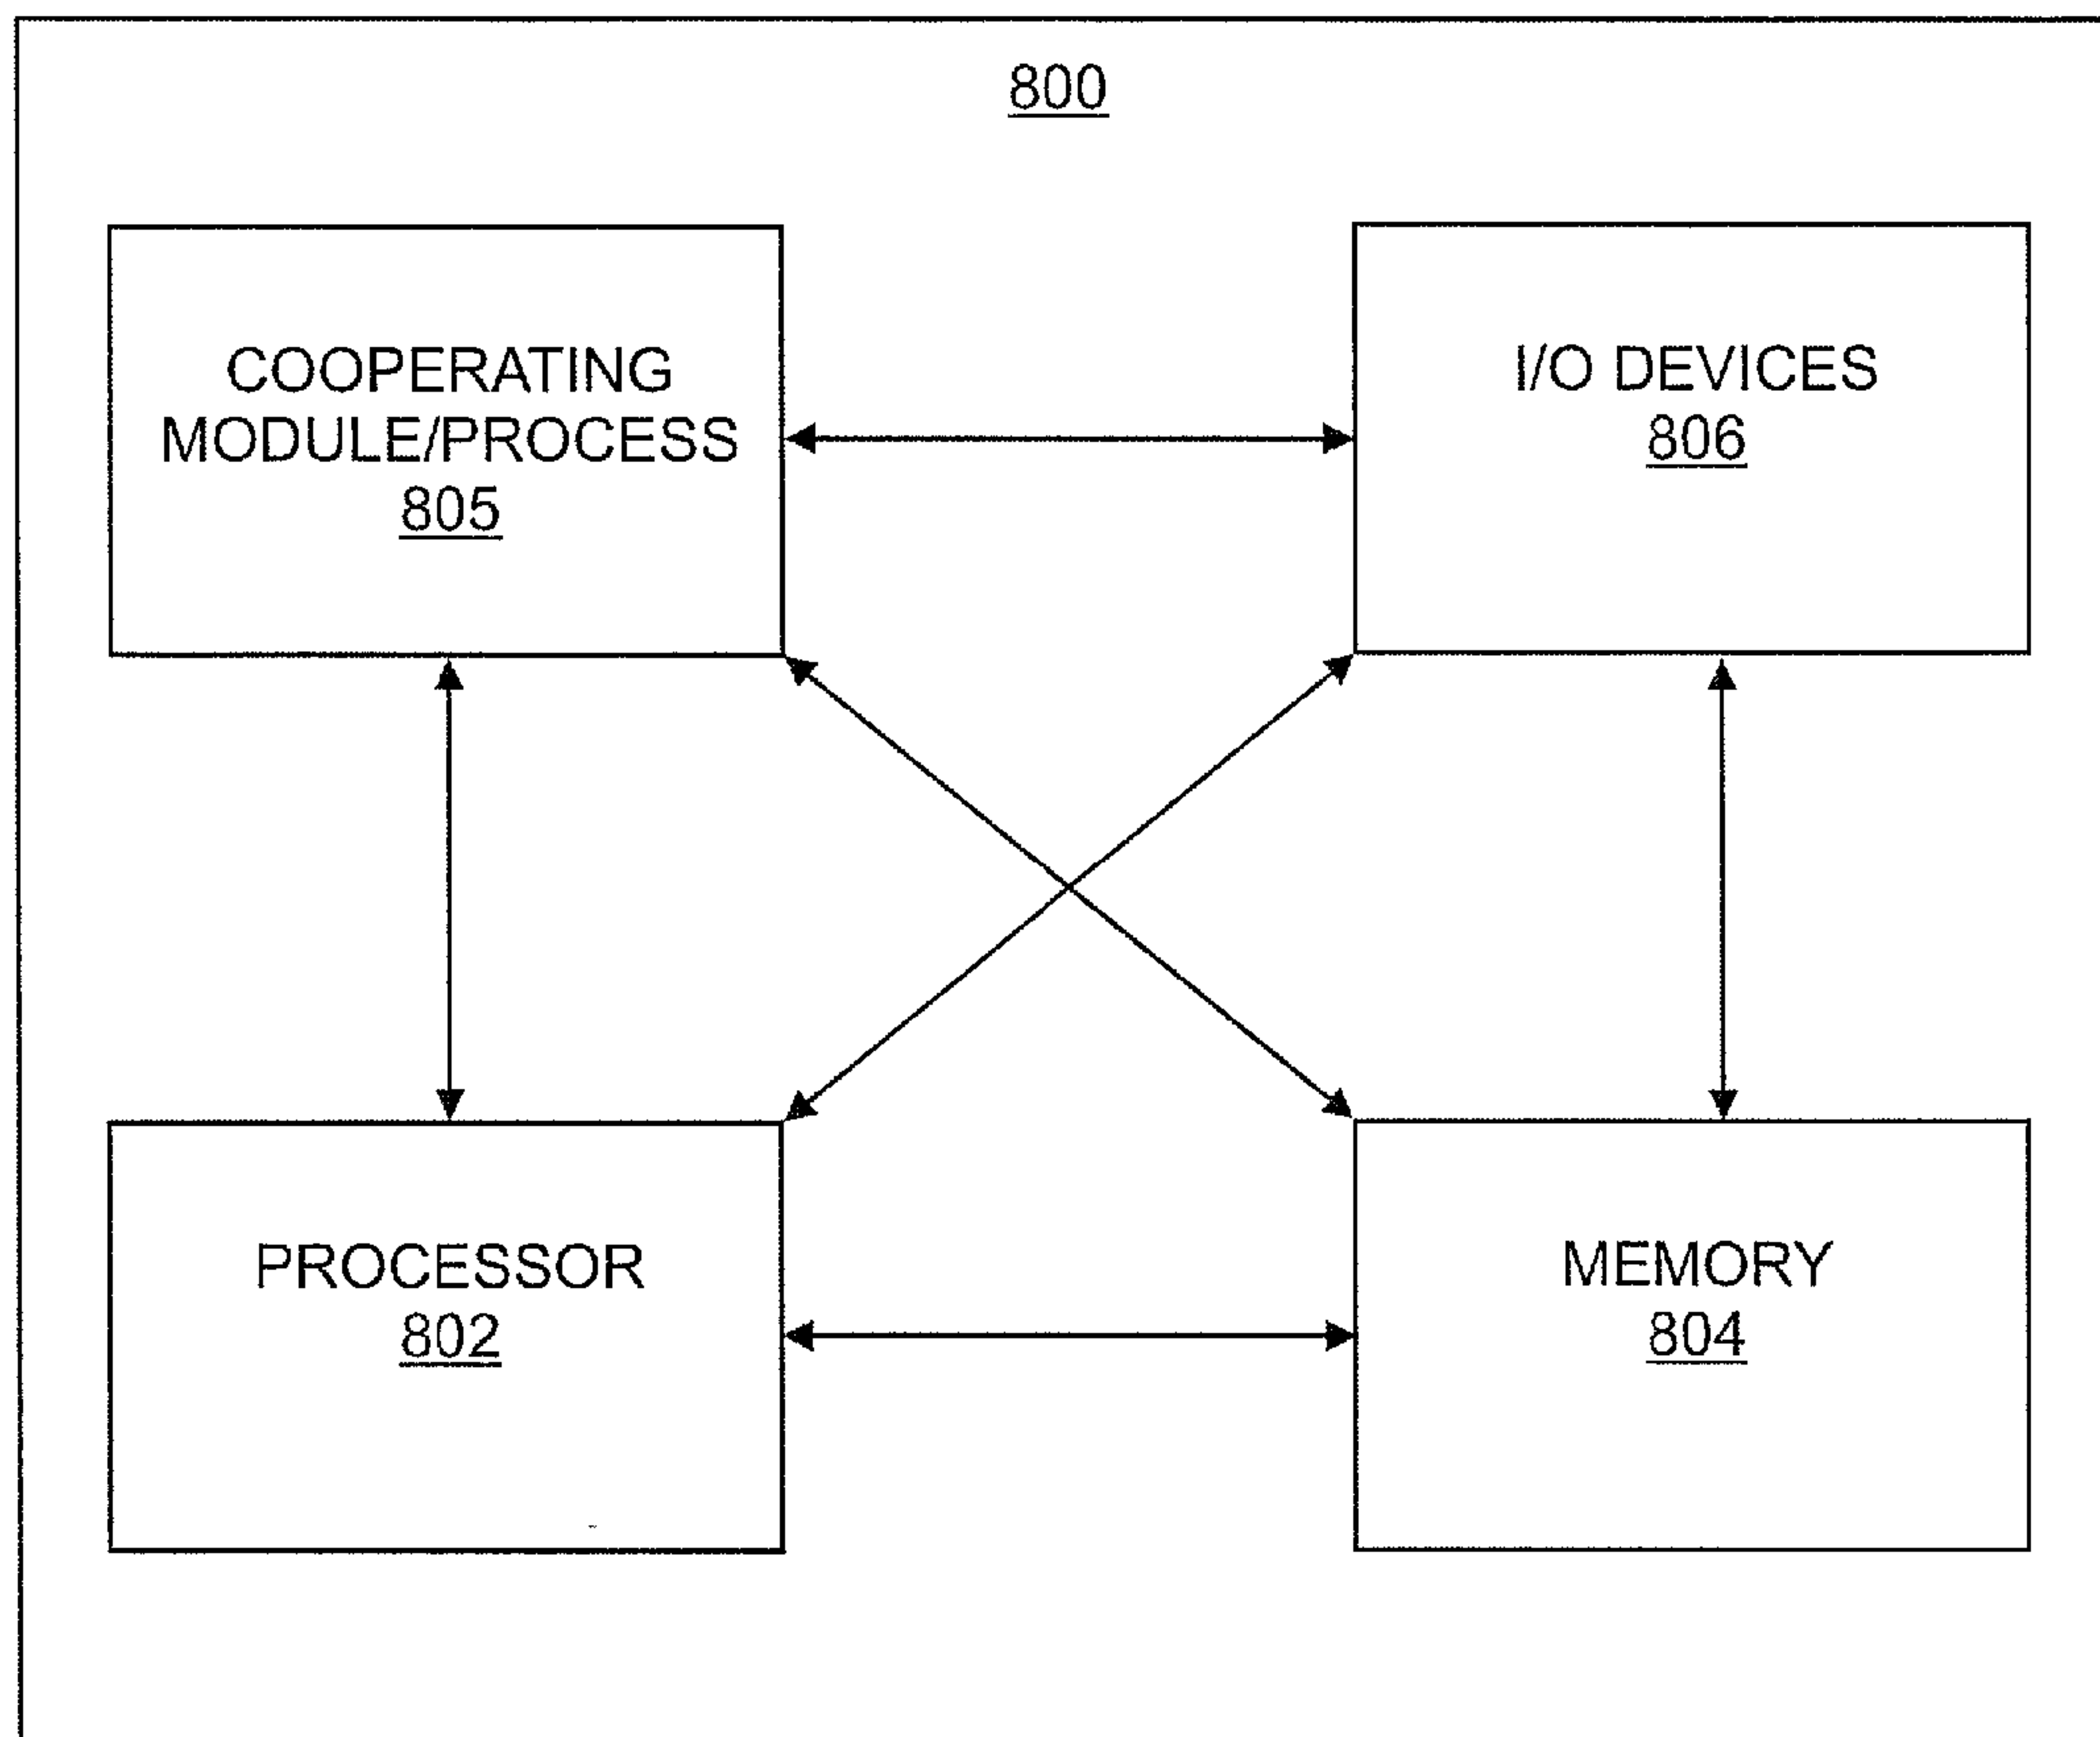 800
COOPERATING
MODULE/PROCESS
805
I/O DEVICES
806
PROCESSOR
802
MEMORY
804